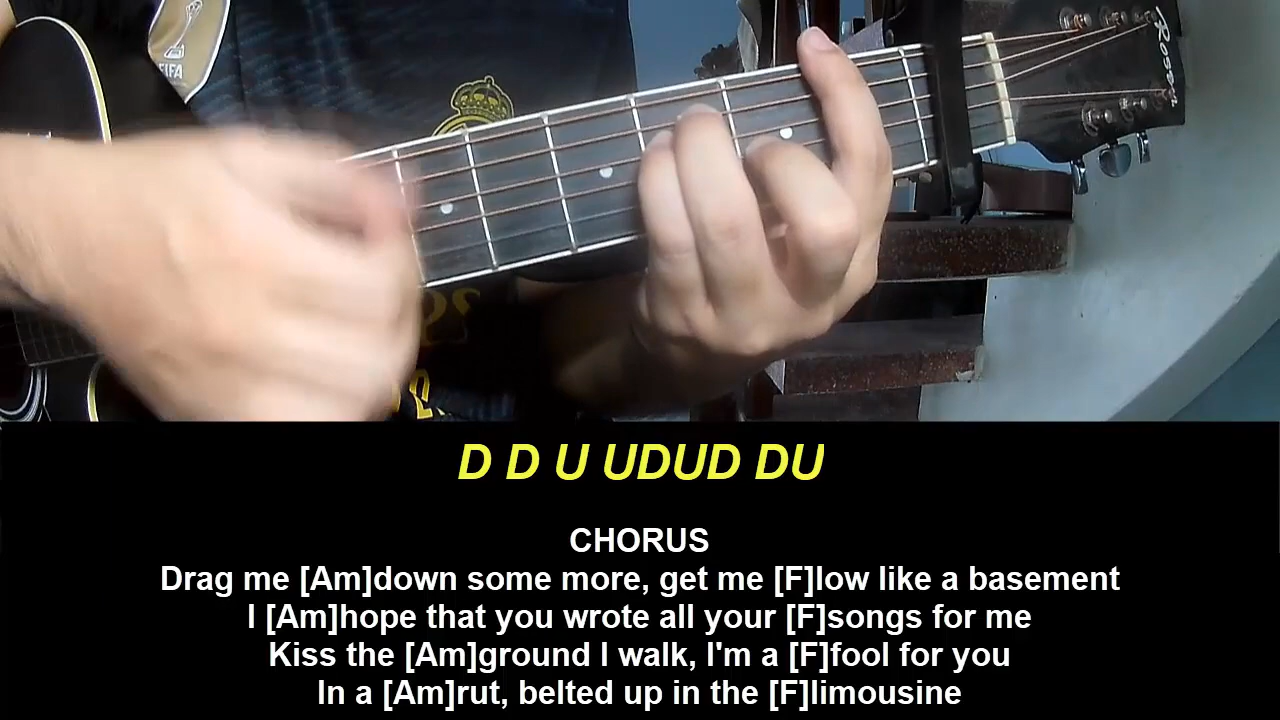 FIFA
Rosen
D D U UDUD DU
CHORUS
Drag me [Am]down some more, get me [F]low like a basement
I [Am]hope that you wrote all your [F]songs for me
Kiss the [Am]ground I walk, I'm a [F]fool for you
In a [Am]rut, belted up in the [F]limousine